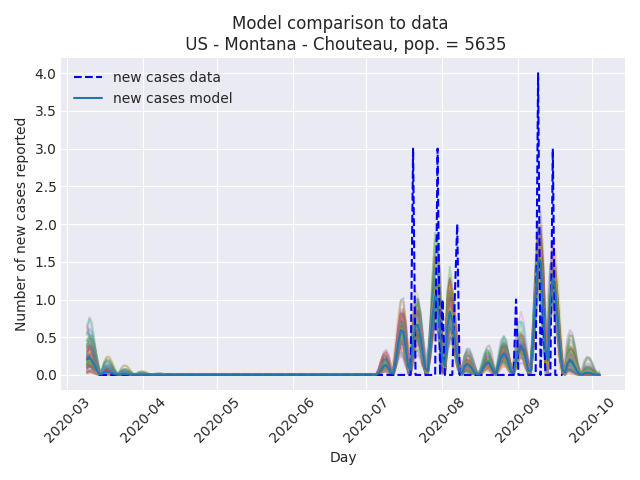 Model comparison to data
US - Montana - Chouteau, pop. = 5635
new cases data
new cases model
Number of new cases reported
4.0
3.5
3.0
2.5
2.0
1.5
1.0
0.5
0.0
2020-03
2020-04
2020-05
2020-06
2020-07
2020-08
2020-09
2020-10
Day